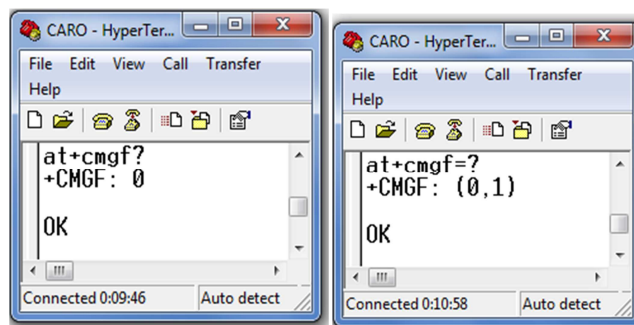 CARO - HyperTer...
File Edit View Call Transfer
Help
at+cmgf?
+CMGF: 0
OK
Connected 0:09:46 Auto detect
CARO - HyperTer...
File Edit View Call Transfer
Help
at+cmgf=?
+CMGF: (0,1)
OK
Connected 0:10:58 Auto detect